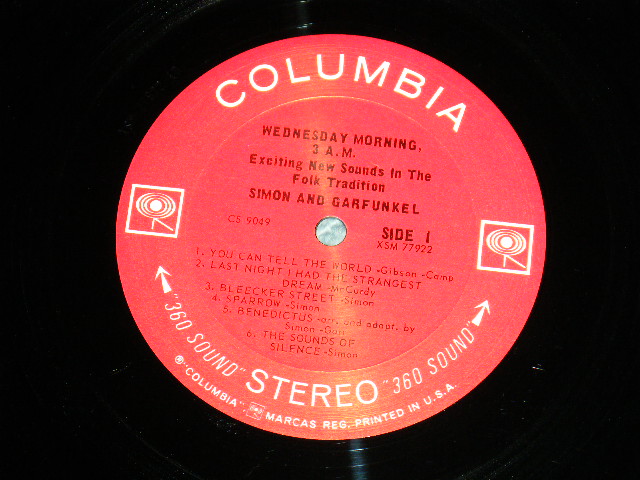 COLUMBIA
WEDNESDAY MORNING,
3 A.M.
Exciting New Sounds In The
Folk Tradition
SIMON AND GARFUNKEL
CS 9049
SIDE 1
XSM 77922
1. YOU CAN TELL THE WORLD -Gibson -Camp
2. LAST NIGHT I HAD THE STRANGEST
DREAM -McCurdy
3. BLEECKER STREET -Simon
4. SPARROW -Simon
5. BENEDICTUS -arr. and adapt. by
Simon -Garr
6. THE SOUNDS OF
SILENCE -Simon
"360 SOUND" STEREO "360 SOUND"
® "COLUMBIA" MARCAS REG. PRINTED IN U.S.A.